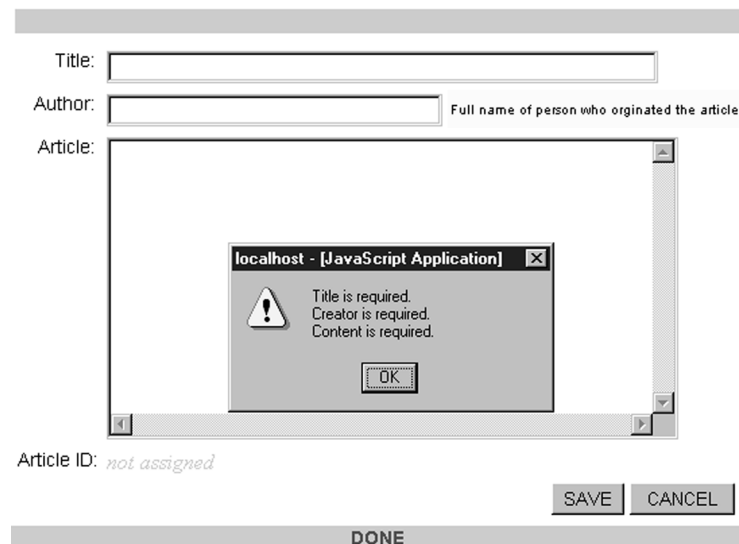 Title:
Author:
Full name of person who orginated the article
Article:
localhost - [JavaScript Application]
Title is required.
Creator is required.
Content is required.
OK
Article ID: not assigned
SAVE CANCEL
DONE